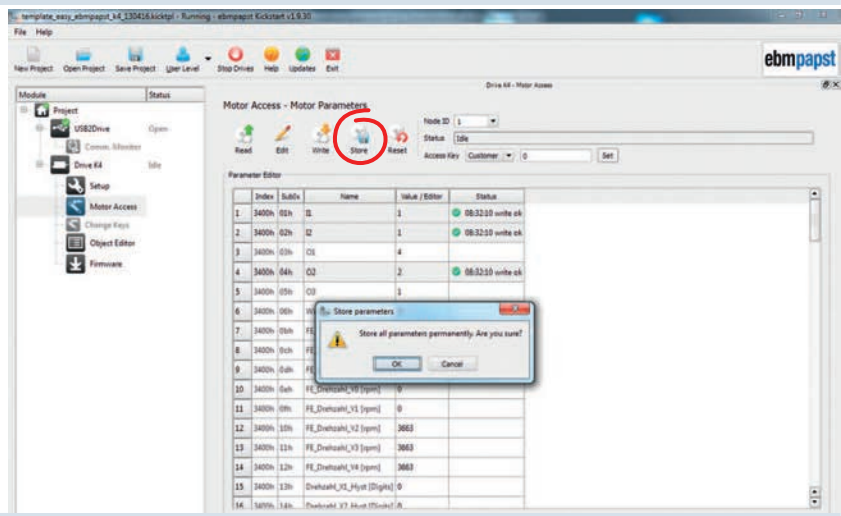 template_easy_ebmpapst_k4_130416.kicktpl - Running - ebmpapst Kickstart v1.9.30
File Help
New Project Open Project Save Project User Level Stop Drives Help Updates Exit
ebmpapst
Drive K4 - Motor Access
Module Status
Project
USB2Drive Open
Comm. Monitor
Drive K4 Idle
Setup
Motor Access
Change Keys
Object Editor
Firmware
Motor Access - Motor Parameters
Read Edit Write Store Reset
Node ID 1
Status Idle
Access Key Customer 0 Set
Parameter Editor
Index SubIx Name Value / Editor Status
1 3400h 01h I1 1 08:32:10 write ok
2 3400h 02h I2 1 08:32:10 write ok
3 3400h 03h O1 4
4 3400h 04h O2 2 08:32:10 write ok
5 3400h 05h O3 1
6 3400h 06h
7 3400h 0bh
8 3400h 0ch
9 3400h 0dh
10 3400h 0eh FE_Drehzahl_V0 [rpm] 0
11 3400h 0fh FE_Drehzahl_V1 [rpm] 0
12 3400h 10h FE_Drehzahl_V2 [rpm] 3663
13 3400h 11h FE_Drehzahl_V3 [rpm] 3663
14 3400h 12h FE_Drehzahl_V4 [rpm] 3663
15 3400h 13h Drehzahl_X1_Hyst [Digits] 0
16 3400h 14h Drehzahl_X2_Hyst [Digits] 0
Store parameters
Store all parameters permanently. Are you sure?
OK Cancel